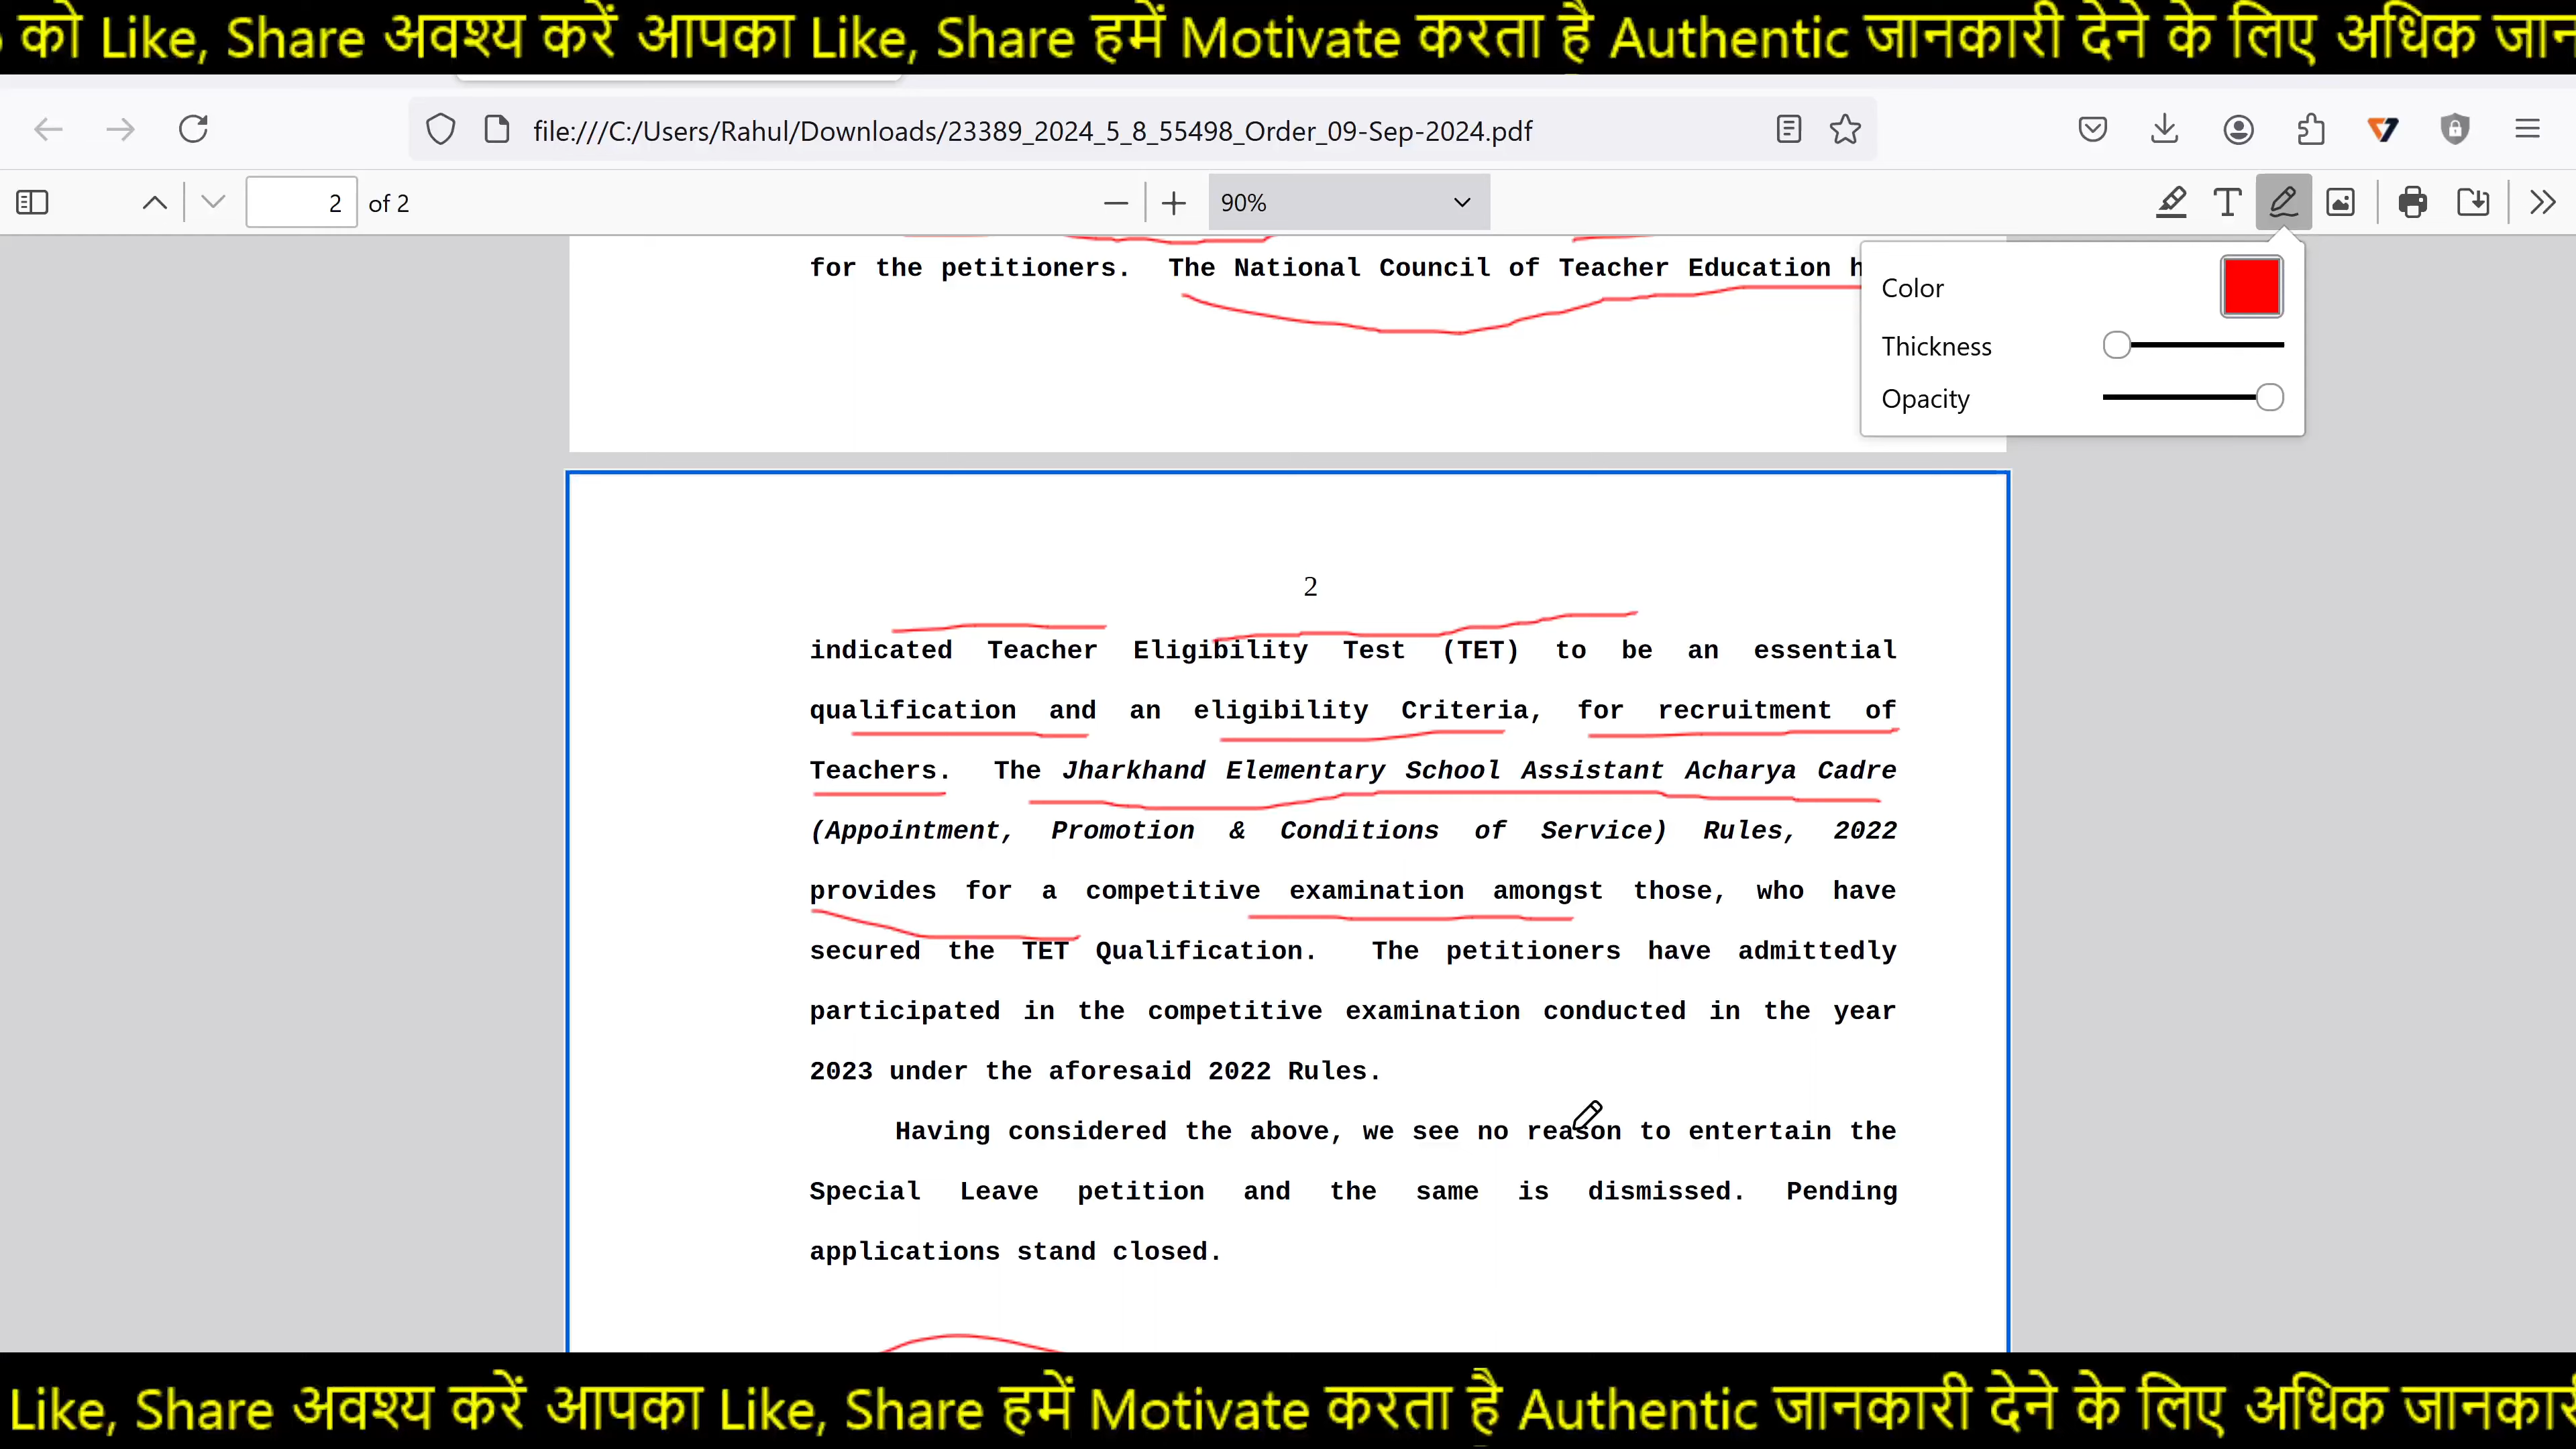 को Like, Share अवश्य करें आपका Like, Share हमें Motivate करता है Authentic जानकारी देने के लिए अधिक
file:///C:/Users/Rahul/Downloads/23389_2024_5_8_55498_Order_09-Sep-2024.pdf
2 of 2
90%
for the petitioners. The National Council of Teacher Education
Color
Thickness
Opacity
2
indicated Teacher Eligibility Test (TET) to be an essential
qualification and an eligibility Criteria, for recruitment of
Teachers. The Jharkhand Elementary School Assistant Acharya Cadre
(Appointment, Promotion & Conditions of Service) Rules, 2022
provides for a competitive examination amongst those, who have
secured the TET Qualification. The petitioners have admittedly
participated in the competitive examination conducted in the year
2023 under the aforesaid 2022 Rules.
Having considered the above, we see no reason to entertain the
Special Leave petition and the same is dismissed. Pending
applications stand closed.
Like, Share अवश्य करें आपका Like, Share हमें Motivate करता है Authentic जानकारी देने के लिए अधिक